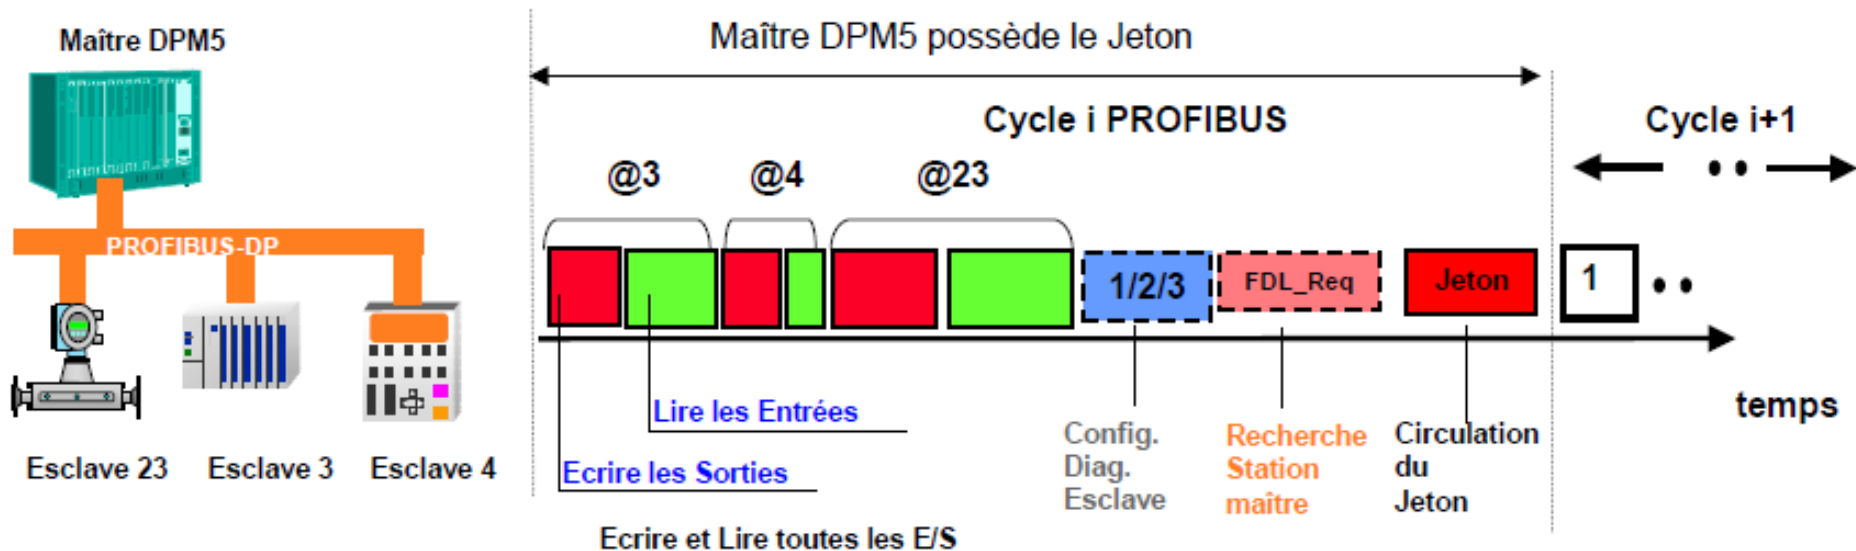 Maître DPM5
PROFIBUS-DP
Esclave 23
Esclave 3
Esclave 4
Maître DPM5 possède le Jeton
Cycle i PROFIBUS
Cycle i+1
@3
@4
@23
1/2/3
FDL_Req
Jeton
1
temps
Lire les Entrées
Ecrire les Sorties
Config.
Diag.
Esclave
Recherche
Station
maître
Circulation
du
Jeton
Ecrire et Lire toutes les E/S